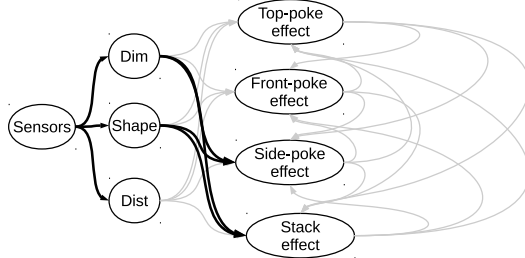 Top-poke
effect
Dim
Front-poke
effect
Sensors
Shape
Side-poke
effect
Dist
Stack
effect